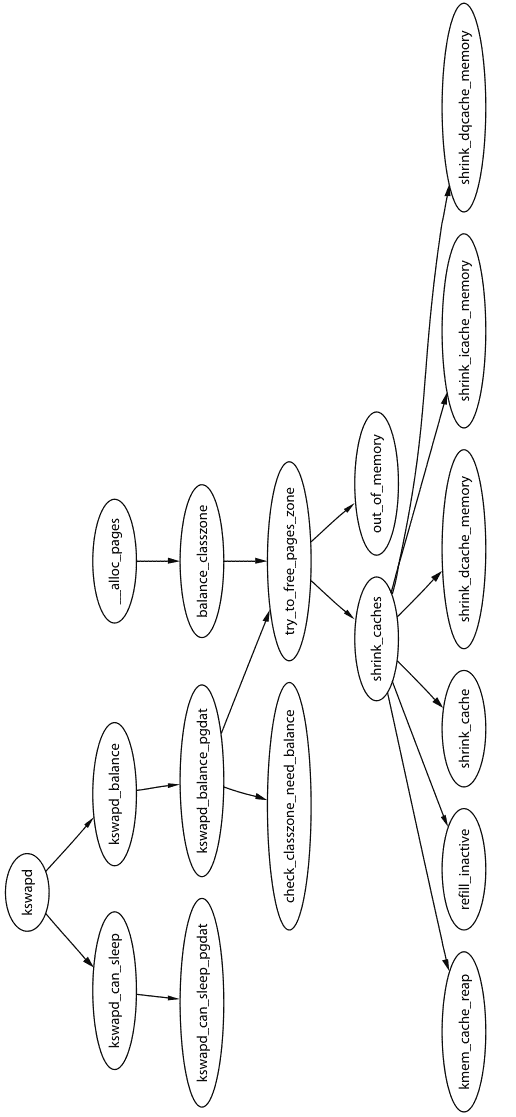 kswapd
kswapd_can_sleep
kswapd_balance
__alloc_pages
kswapd_can_sleep_pgdat
kswapd_balance_pgdat
balance_classzone
check_classzone_need_balance
try_to_free_pages_zone
shrink_caches
out_of_memory
kmem_cache_reap
refill_inactive
shrink_cache
shrink_dcache_memory
shrink_icache_memory
shrink_dqcache_memory